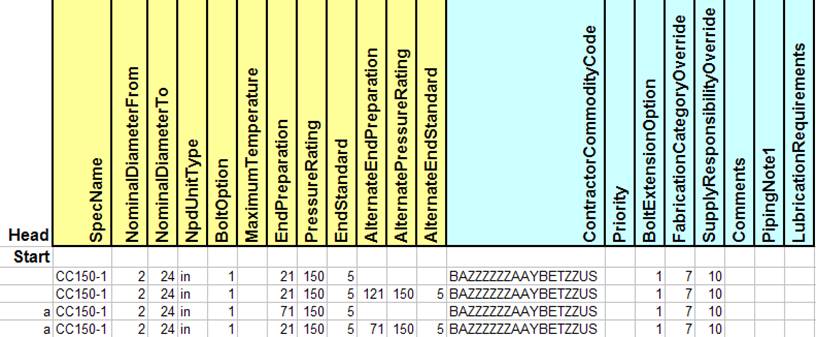 Head SpecName NominalDiameterFrom NominalDiameterTo NpdUnitType BoltOption MaximumTemperature EndPreparation PressureRating EndStandard AlternateEndPreparation AlternatePressureRating AlternateEndStandard ContractorCommodityCode Priority BoltExtensionOption FabricationCategoryOverride SupplyResponsibilityOverride Comments PipingNote1 LubricationRequirements
Start
CC150-1 2 24 in 1 21 150 5 BAZZZZZZAAYBETZZUS 1 7 10
CC150-1 2 24 in 1 21 150 5 121 150 5 BAZZZZZZAAYBETZZUS 1 7 10
a CC150-1 2 24 in 1 71 150 5 BAZZZZZZAAYBETZZUS 1 7 10
a CC150-1 2 24 in 1 21 150 5 71 150 5 BAZZZZZZAAYBETZZUS 1 7 10